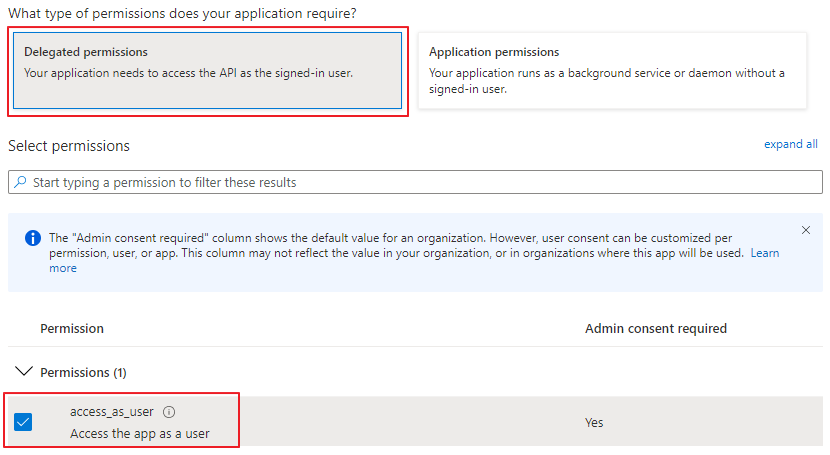 What type of permissions does your application require?
Delegated permissions
Your application needs to access the API as the signed-in user.
Application permissions
Your application runs as a background service or daemon without a
signed-in user.
Select permissions
expand all
Start typing a permission to filter these results
The "Admin consent required" column shows the default value for an organization. However, user consent can be customized per
permission, user, or app. This column may not reflect the value in your organization, or in organizations where this app will be used. Learn
more
Permission
Admin consent required
Permissions (1)
access_as_user
Access the app as a user
Yes